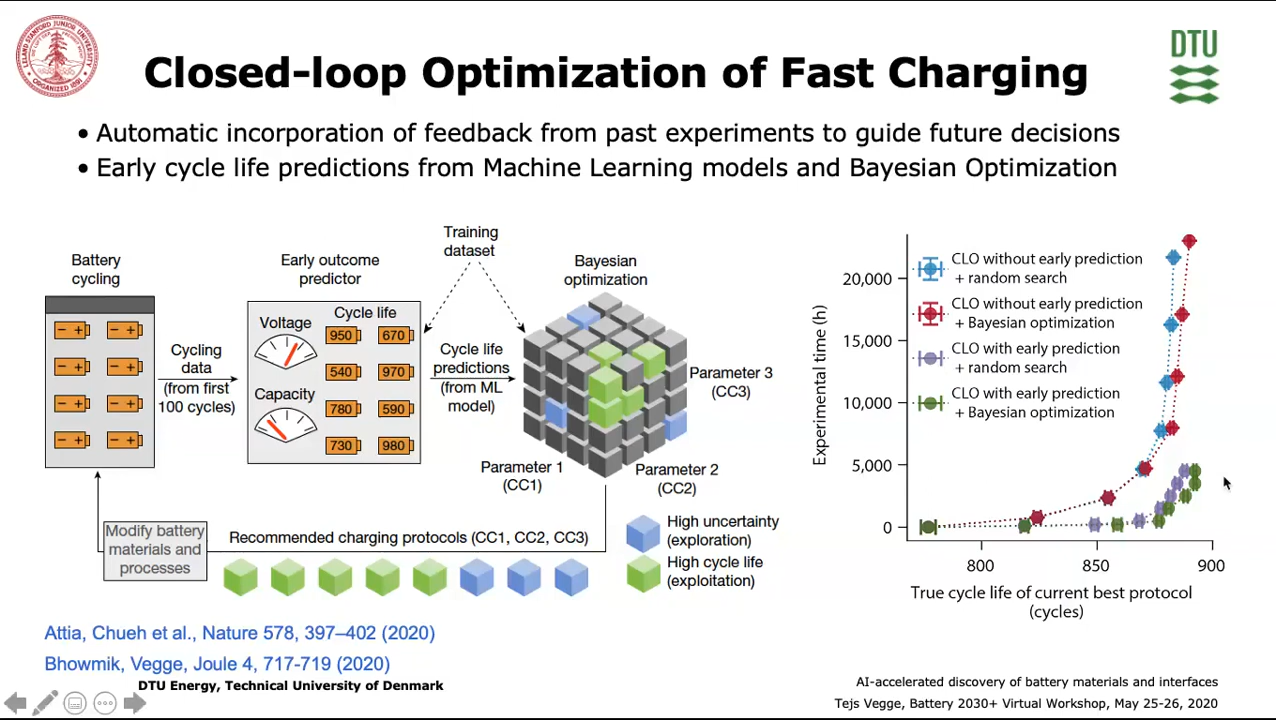 Closed-loop Optimization of Fast Charging
DTU
LELAND STANFORD JUNIOR UNIVERSITY
ORGANIZED 1891
• Automatic incorporation of feedback from past experiments to guide future decisions
• Early cycle life predictions from Machine Learning models and Bayesian Optimization
Battery
cycling
Cycling
data
(from first
100 cycles)
Early outcome
predictor
Voltage
Capacity
Cycle life
950 670
540 970
780 590
730 980
Training
dataset
Cycle life
predictions
(from ML
model)
Bayesian
optimization
Parameter 3
(CC3)
Parameter 1
(CC1)
Parameter 2
(CC2)
Modify battery
materials and
processes
Recommended charging protocols (CC1, CC2, CC3)
High uncertainty
(exploration)
High cycle life
(exploitation)
CLO without early prediction
+ random search
CLO without early prediction
+ Bayesian optimization
CLO with early prediction
+ random search
CLO with early prediction
+ Bayesian optimization
Experimental time (h)
20,000
15,000
10,000
5,000
0
800 850 900
True cycle life of current best protocol
(cycles)
Attia, Chueh et al., Nature 578, 397–402 (2020)
Bhowmik, Vegge, Joule 4, 717-719 (2020)
DTU Energy, Technical University of Denmark
AI-accelerated discovery of battery materials and interfaces
Tejs Vegge, Battery 2030+ Virtual Workshop, May 25-26, 2020